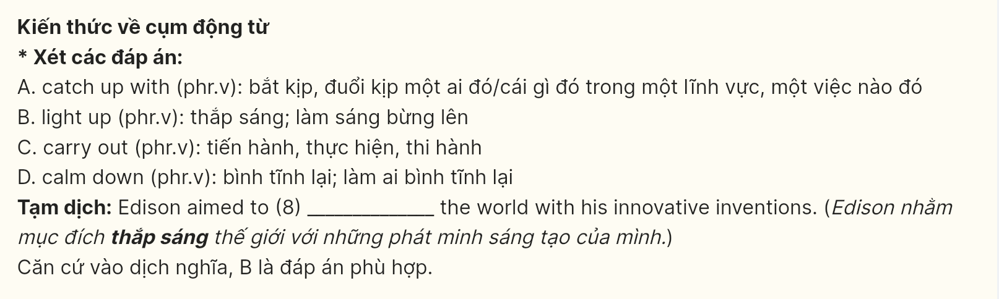 Kiến thức về cụm động từ
* Xét các đáp án:
A. catch up with (phr.v): bắt kịp, đuổi kịp một ai đó/cái gì đó trong một lĩnh vực, một việc nào đó
B. light up (phr.v): thắp sáng; làm sáng bừng lên
C. carry out (phr.v): tiến hành, thực hiện, thi hành
D. calm down (phr.v): bình tĩnh lại; làm ai bình tĩnh lại
Tạm dịch: Edison aimed to (8) ______________ the world with his innovative inventions. (Edison nhằm
mục đích thắp sáng thế giới với những phát minh sáng tạo của mình.)
Căn cứ vào dịch nghĩa, B là đáp án phù hợp.